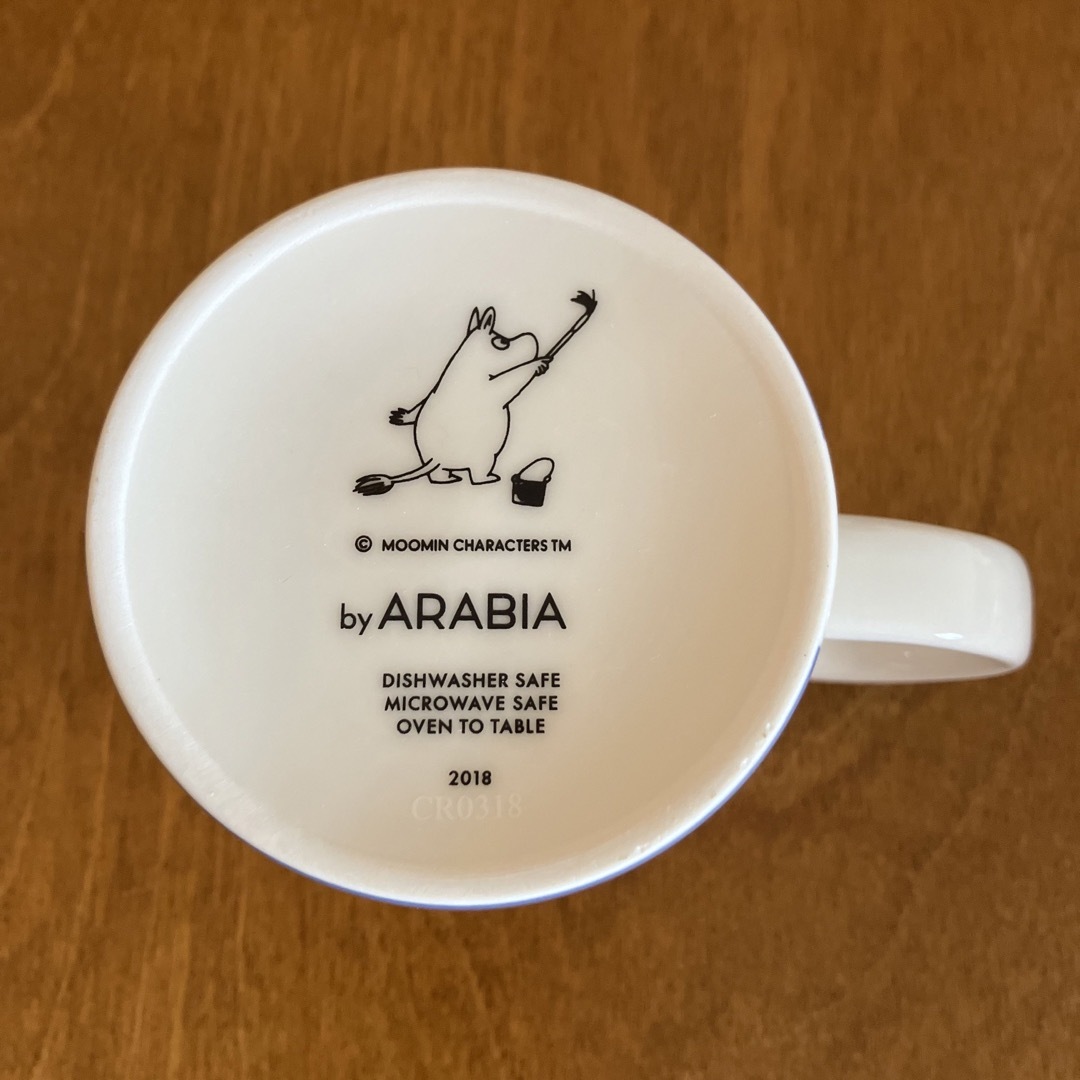 © MOOMIN CHARACTERS TM
by ARABIA
DISHWASHER SAFE
MICROWAVE SAFE
OVEN TO TABLE
2018
CR0318